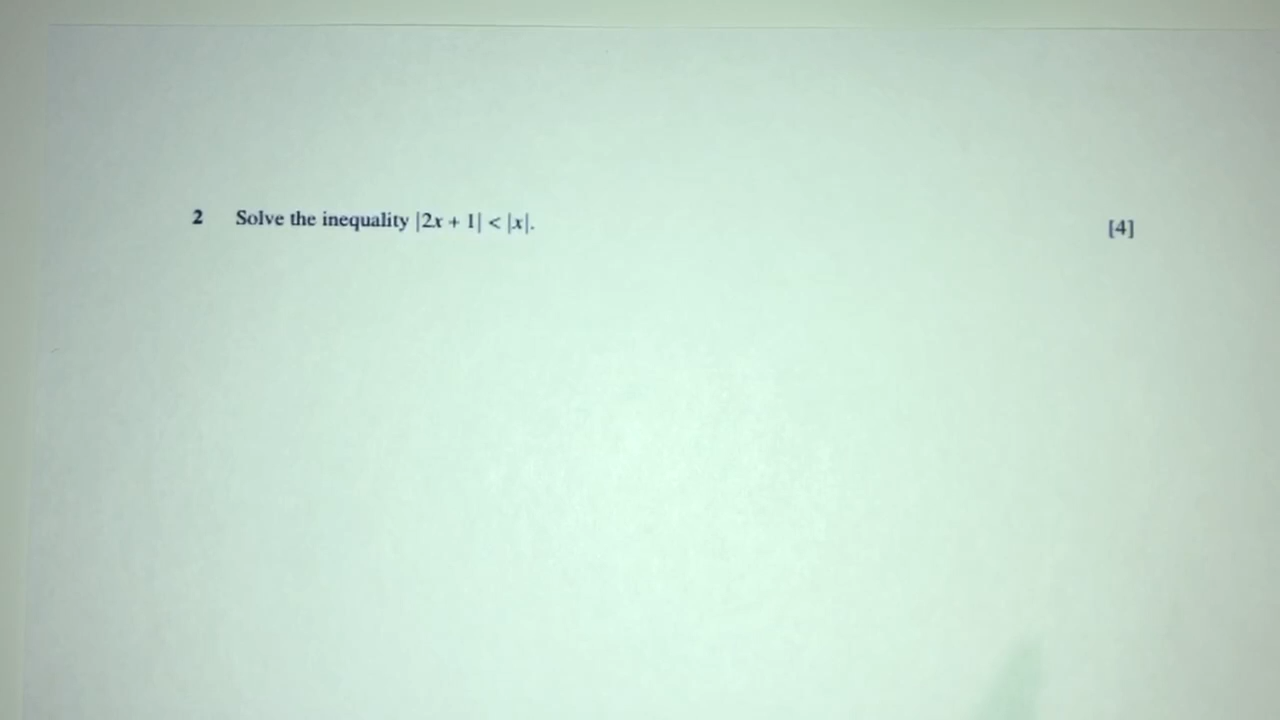 2 Solve the inequality |2x + 1| < |x|. [4]